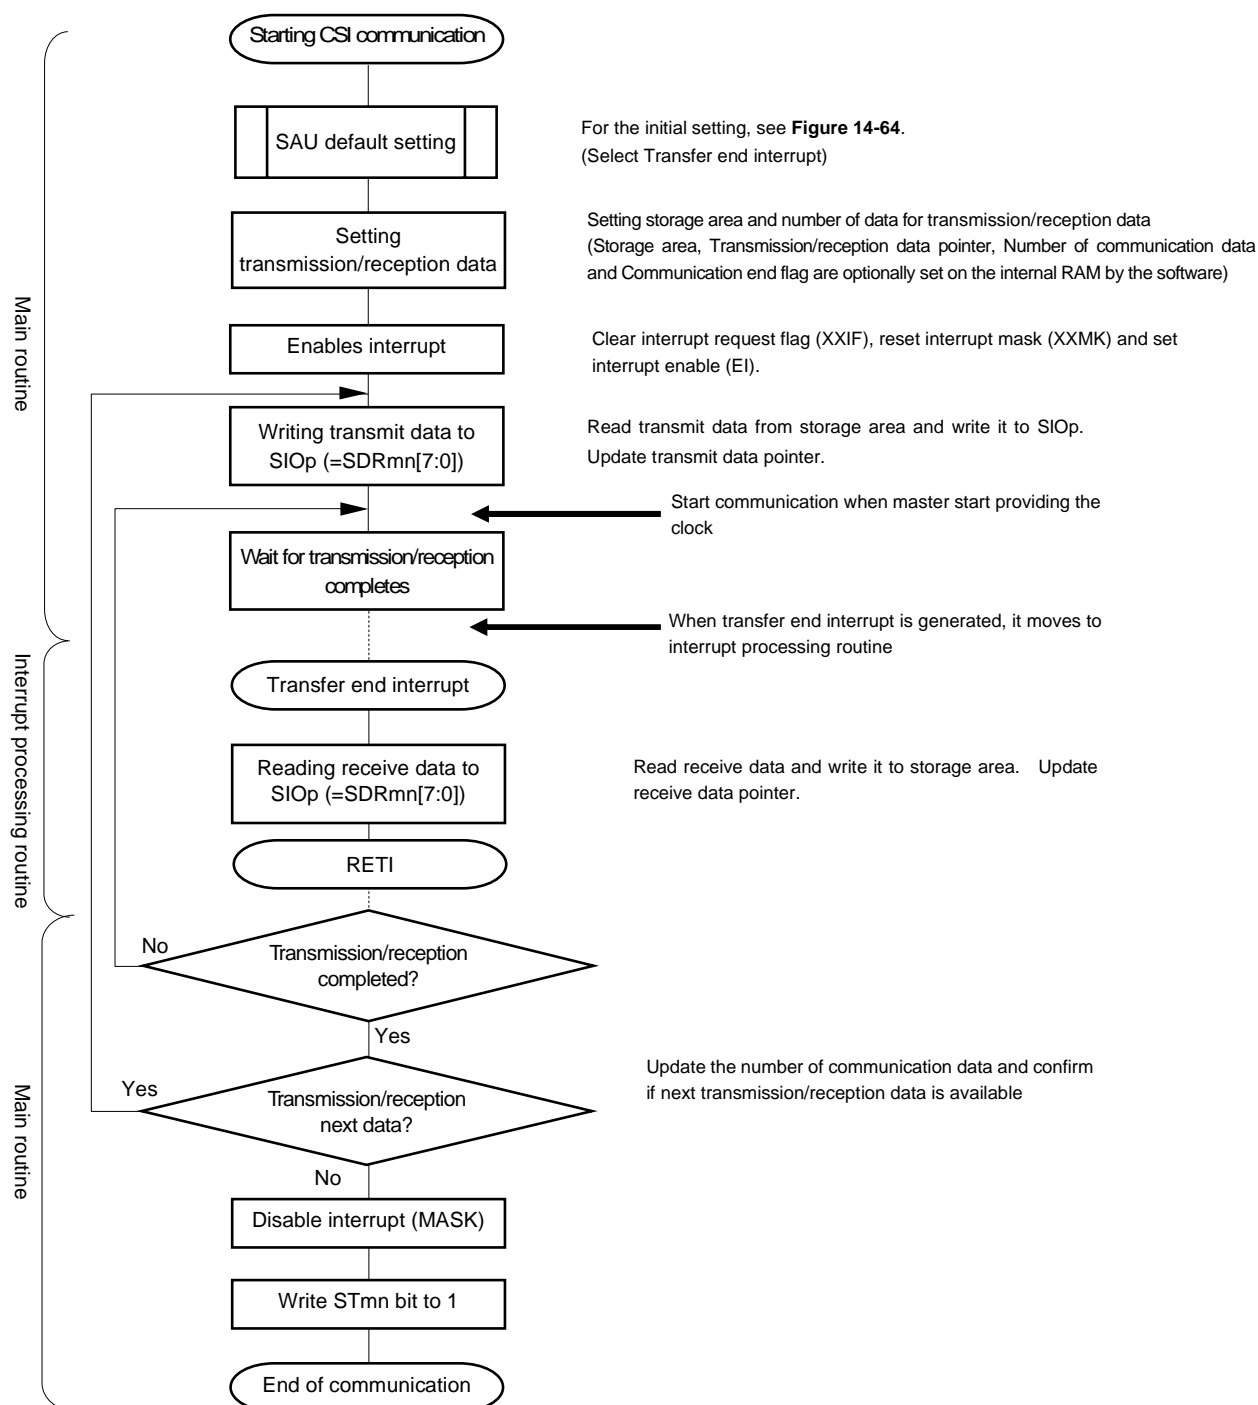 Starting CSI communication
SAU default setting
For the initial setting, see Figure 14-64.
(Select Transfer end interrupt)
Setting
transmission/reception data
Setting storage area and number of data for transmission/reception data
(Storage area, Transmission/reception data pointer, Number of communication data
and Communication end flag are optionally set on the internal RAM by the software)
Main routine
Enables interrupt
Clear interrupt request flag (XXIF), reset interrupt mask (XXMK) and set
interrupt enable (EI).
Writing transmit data to
SIOp (=SDRmn[7:0])
Read transmit data from storage area and write it to SIOp.
Update transmit data pointer.
Start communication when master start providing the
clock
Wait for transmission/reception
completes
When transfer end interrupt is generated, it moves to
interrupt processing routine
Interrupt processing routine
Transfer end interrupt
Reading receive data to
SIOp (=SDRmn[7:0])
Read receive data and write it to storage area. Update
receive data pointer.
RETI
No
Transmission/reception
completed?
Yes
Main routine
Yes
Transmission/reception
next data?
Update the number of communication data and confirm
if next transmission/reception data is available
No
Disable interrupt (MASK)
Write STmn bit to 1
End of communication